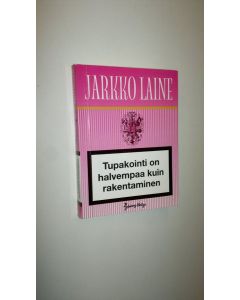 JARKKO LAINE
Tupakointi on
halvempaa kuin
rakentaminen